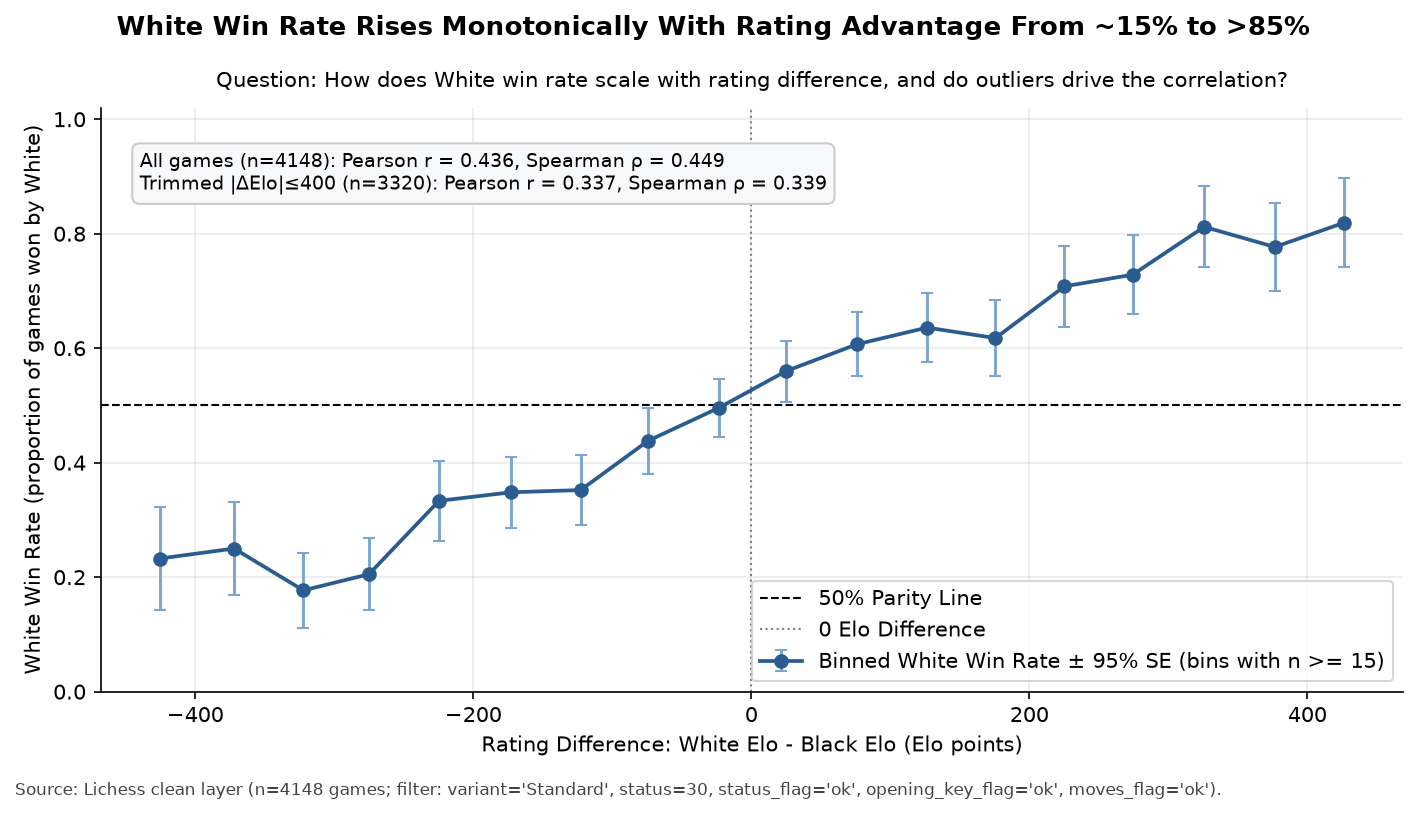 White Win Rate Rises Monotonically With Rating Advantage From ~15% to >85%
Question: How does White win rate scale with rating difference, and do outliers drive the correlation?
White Win Rate (proportion of games won by White)
1.0
0.8
0.6
0.4
0.2
0.0
All games (n=4148): Pearson r = 0.436, Spearman ρ = 0.449
Trimmed |ΔElo|≤400 (n=3320): Pearson r = 0.337, Spearman ρ = 0.339
50% Parity Line
0 Elo Difference
Binned White Win Rate ± 95% SE (bins with n >= 15)
−400
−200
0
200
400
Rating Difference: White Elo - Black Elo (Elo points)
Source: Lichess clean layer (n=4148 games; filter: variant='Standard', status=30, status_flag='ok', opening_key_flag='ok', moves_flag='ok').